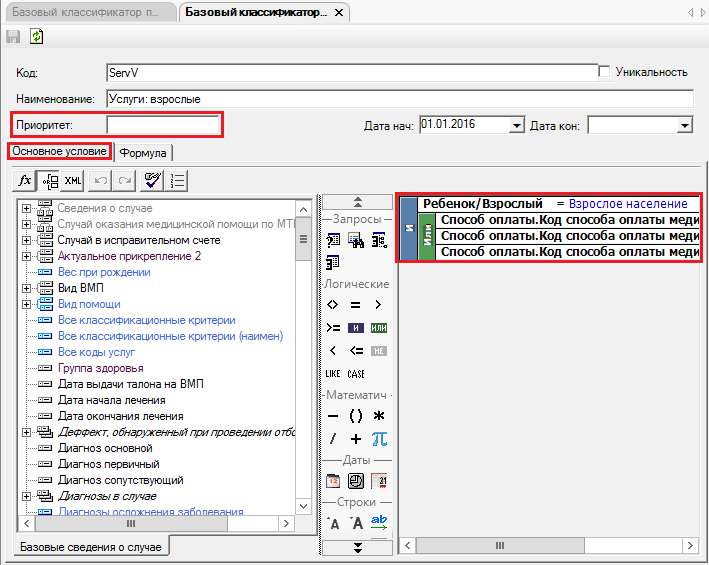 Базовый классификатор п...
Базовый классификатор...
Код:
ServV
Уникальность
Наименование:
Услуги: взрослые
Приоритет:
Дата нач:
01.01.2016
Дата кон:
Основное условие
Формула
fx
XML
Сведения о случае
Случай оказания медицинской помощи по МТІ
Случай в исправительном счете
Актуальное прикрепление 2
Вес при рождении
Вид ВМП
Вид помощи
Все классификационные критерии
Все классификационные критерии (наимен)
Все коды услуг
Группа здоровья
Дата выдачи талона на ВМП
Дата начала лечения
Дата окончания лечения
Деффект, обнаруженный при проведении отбо
Диагноз основной
Диагноз первичный
Диагноз сопутствующий
Диагнозы в случае
Диагнозы осложнения заболевания
Базовые сведения о случае
Запросы
Логические
<> = >
>= И ИЛИ
< <= НЕ
LIKE CASE
Математич
− () *
/ + π
Даты
12 21
Строки
A A ab
И
Или
Ребенок/Взрослый = Взрослое население
Способ оплаты.Код способа оплаты меди
Способ оплаты.Код способа оплаты меди
Способ оплаты.Код способа оплаты меди